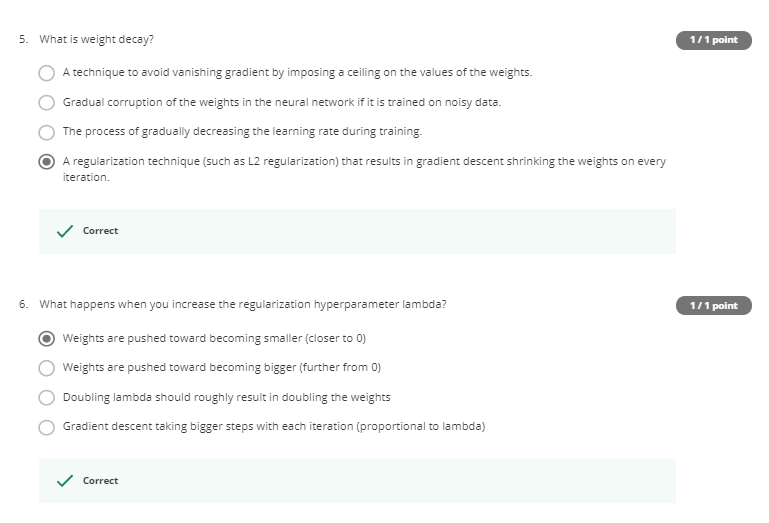 5. What is weight decay?
1 / 1 point
A technique to avoid vanishing gradient by imposing a ceiling on the values of the weights.
Gradual corruption of the weights in the neural network if it is trained on noisy data.
The process of gradually decreasing the learning rate during training.
A regularization technique (such as L2 regularization) that results in gradient descent shrinking the weights on every
iteration.
Correct
6. What happens when you increase the regularization hyperparameter lambda?
1 / 1 point
Weights are pushed toward becoming smaller (closer to 0)
Weights are pushed toward becoming bigger (further from 0)
Doubling lambda should roughly result in doubling the weights
Gradient descent taking bigger steps with each iteration (proportional to lambda)
Correct